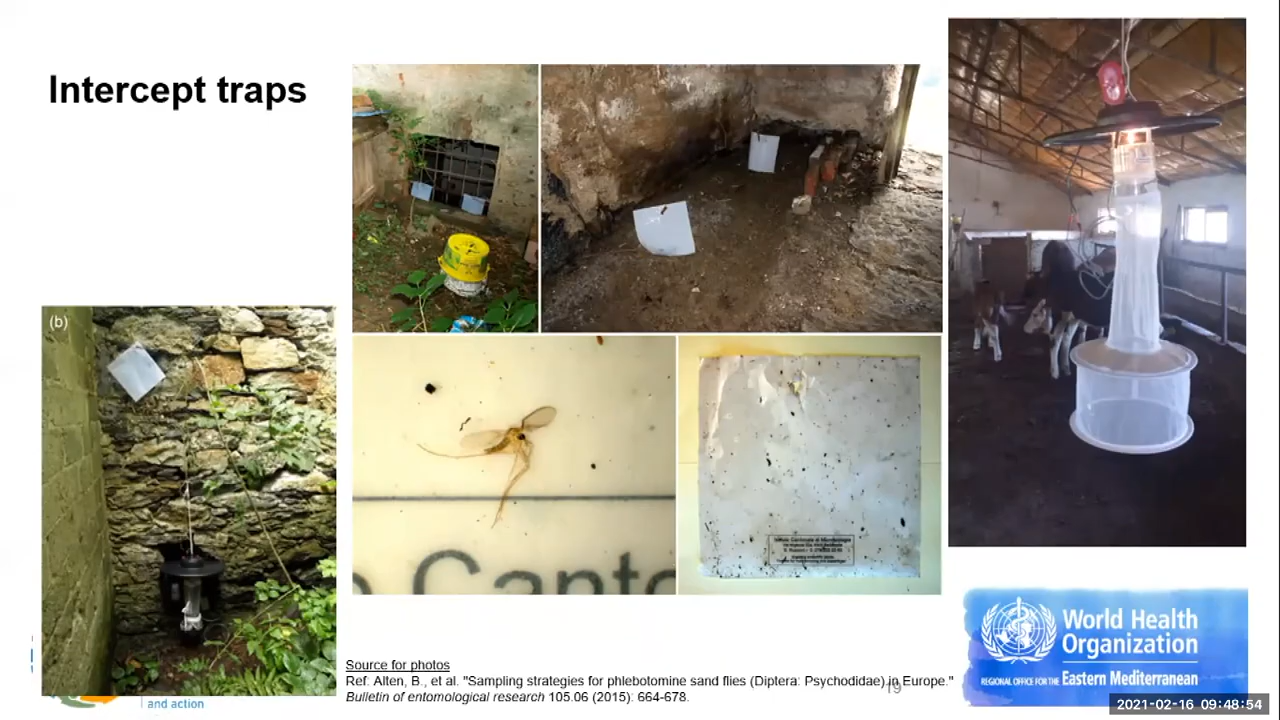 Intercept traps
(b)
Cant
Source for photos
Ref. Alten, B., et al. "Sampling strategies for phlebotomine sand flies (Diptera: Psychodidae) in Europe."
Bulletin of entomological research 105.06 (2015): 664-678.
19
and action
World Health
Organization
REGIONAL OFFICE FOR THE Eastern Mediterranean
2021-02-16 09:48:54